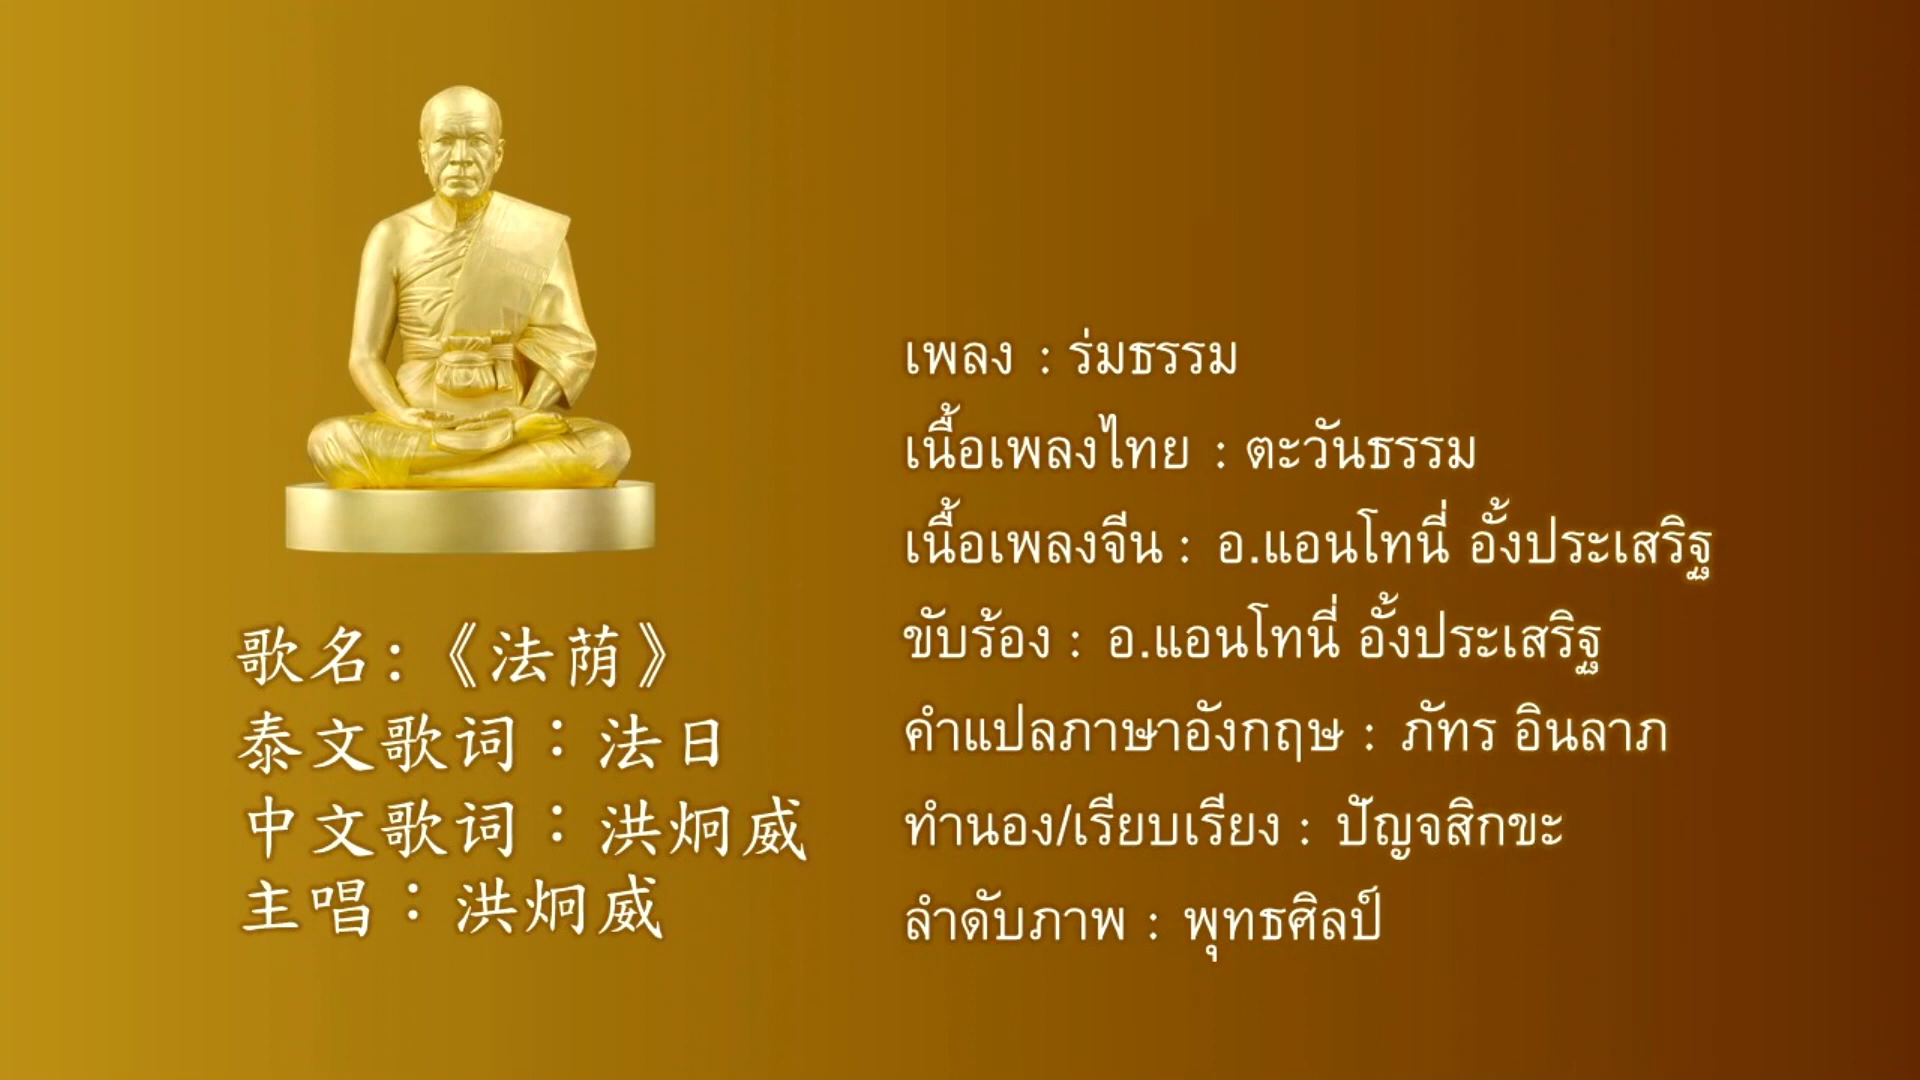 歌名:《法荫》
泰文歌词：法日
中文歌词：洪炯威
主唱：洪炯威
เพลง : ร่มธรรม
เนื้อเพลงไทย : ตะวันธรรม
เนื้อเพลงจีน : อ.แอนโทนี่ อั้งประเสริฐ
ขับร้อง : อ.แอนโทนี่ อั้งประเสริฐ
คำแปลภาษาอังกฤษ : ภัทร อินลาภ
ทำนอง/เรียบเรียง : ปัญจสิกขะ
ลำดับภาพ : พุทธศิลป์